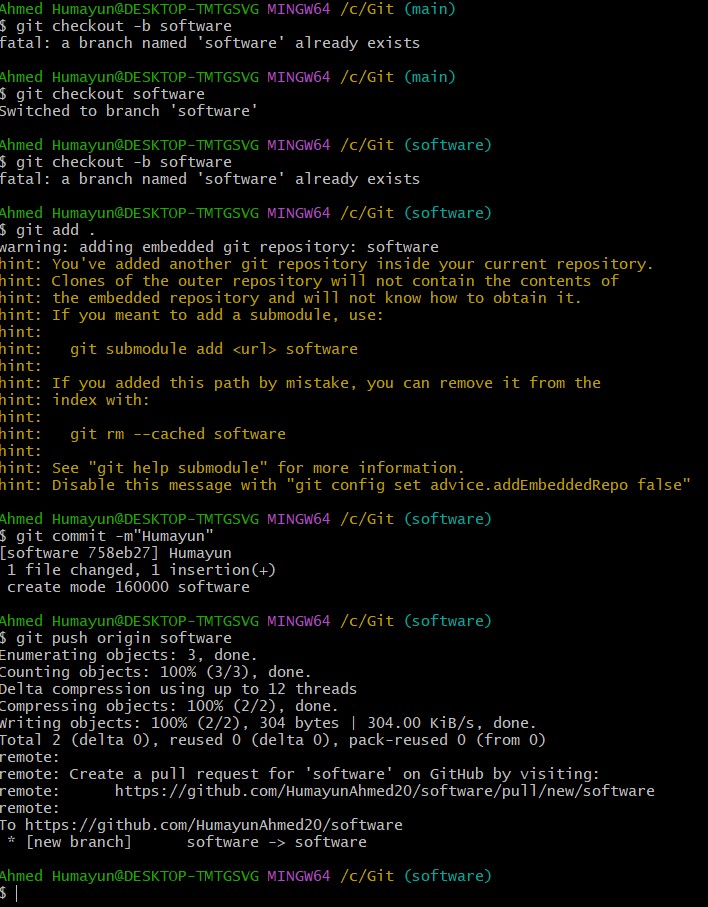 Ahmed Humayun@DESKTOP-TMTGSVG MINGW64 /c/Git (main)
$ git checkout -b software
fatal: a branch named 'software' already exists
Ahmed Humayun@DESKTOP-TMTGSVG MINGW64 /c/Git (main)
$ git checkout software
Switched to branch 'software'
Ahmed Humayun@DESKTOP-TMTGSVG MINGW64 /c/Git (software)
$ git checkout -b software
fatal: a branch named 'software' already exists
Ahmed Humayun@DESKTOP-TMTGSVG MINGW64 /c/Git (software)
$ git add .
warning: adding embedded git repository: software
hint: You've added another git repository inside your current repository.
hint: Clones of the outer repository will not contain the contents of
hint: the embedded repository and will not know how to obtain it.
hint: If you meant to add a submodule, use:
hint:
hint:   git submodule add <url> software
hint:
hint: If you added this path by mistake, you can remove it from the
hint: index with:
hint:
hint:   git rm --cached software
hint:
hint: See "git help submodule" for more information.
hint: Disable this message with "git config set advice.addEmbeddedRepo false"
Ahmed Humayun@DESKTOP-TMTGSVG MINGW64 /c/Git (software)
$ git commit -m"Humayun"
[software 758eb27] Humayun
 1 file changed, 1 insertion(+)
 create mode 160000 software
Ahmed Humayun@DESKTOP-TMTGSVG MINGW64 /c/Git (software)
$ git push origin software
Enumerating objects: 3, done.
Counting objects: 100% (3/3), done.
Delta compression using up to 12 threads
Compressing objects: 100% (2/2), done.
Writing objects: 100% (2/2), 304 bytes | 304.00 KiB/s, done.
Total 2 (delta 0), reused 0 (delta 0), pack-reused 0 (from 0)
remote:
remote: Create a pull request for 'software' on GitHub by visiting:
remote:      https://github.com/HumayunAhmed20/software/pull/new/software
remote:
To https://github.com/HumayunAhmed20/software
 * [new branch]      software -> software
Ahmed Humayun@DESKTOP-TMTGSVG MINGW64 /c/Git (software)
$